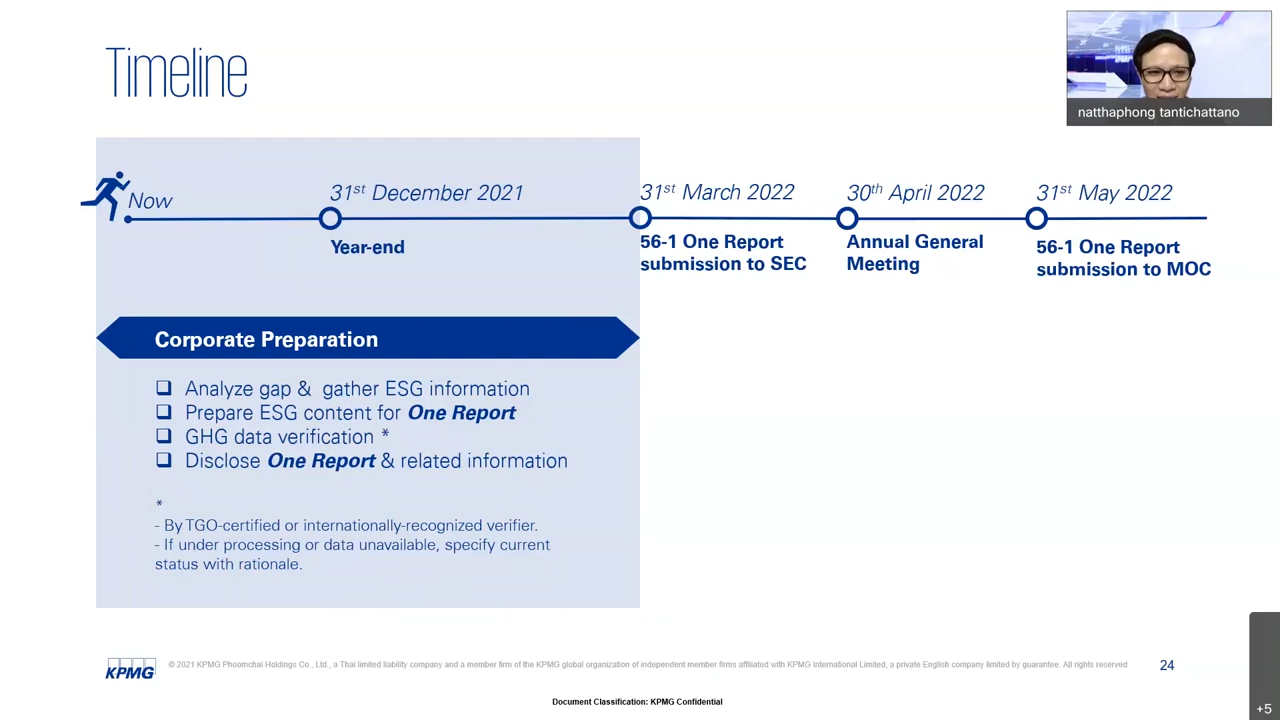 Timeline
natthaphong tantichattano
Now
31st December 2021
31st March 2022
30th April 2022
31st May 2022
Year-end
56-1 One Report
submission to SEC
Annual General
Meeting
56-1 One Report
submission to MOC
Corporate Preparation
❑ Analyze gap & gather ESG information
❑ Prepare ESG content for One Report
❑ GHG data verification *
❑ Disclose One Report & related information
*
- By TGO-certified or internationally-recognized verifier.
- If under processing or data unavailable, specify current
status with rationale.
KPMG
© 2021 KPMG Phoomchai Holdings Co., Ltd., a Thai limited liability company and a member firm of the KPMG global organization of independent member firms affiliated with KPMG International Limited, a private English company limited by guarantee. All rights reserved
24
Document Classification: KPMG Confidential
+5